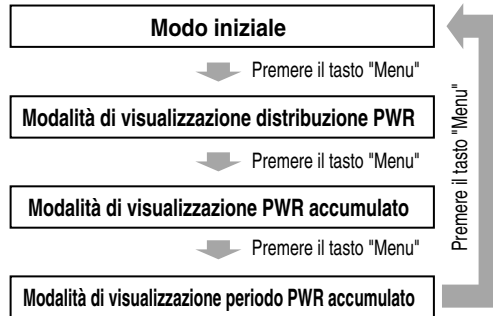 Modo iniziale
Premere il tasto "Menu"
Modalità di visualizzazione distribuzione PWR
Premere il tasto "Menu"
Modalità di visualizzazione PWR accumulato
Premere il tasto "Menu"
Modalità di visualizzazione periodo PWR accumulato
Premere il tasto "Menu"